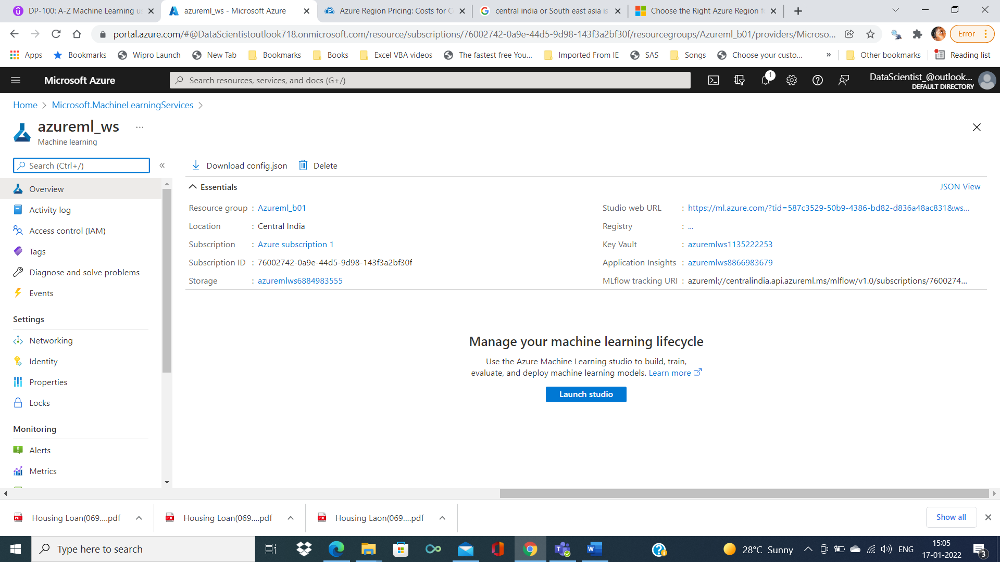 DP-100: A-Z Machine Learning us
azureml_ws - Microsoft Azure
Azure Region Pricing: Costs for Co
central india or South east asia is
Choose the Right Azure Region fo
portal.azure.com/#@DataScientistoutlook718.onmicrosoft.com/resource/subscriptions/76002742-0a9e-44d5-9d98-143f3a2bf30f/resourcegroups/Azureml_b01/providers/Microso...
Error
Apps
Bookmarks
Wipro Launch
New Tab
Bookmarks
Books
Excel VBA videos
The fastest free You...
Imported From IE
SAS
Songs
Choose your custo...
»
Other bookmarks
Reading list
Microsoft Azure
Search resources, services, and docs (G+/)
1
DataScientist_@outlook...
DEFAULT DIRECTORY
Home
Microsoft.MachineLearningServices
azureml_ws
...
Machine learning
Search (Ctrl+/)
«
Download config.json
Delete
Overview
Activity log
Access control (IAM)
Tags
Diagnose and solve problems
Events
Settings
Networking
Identity
Properties
Locks
Monitoring
Alerts
Metrics
Essentials
JSON View
Resource group : Azureml_b01
Location : Central India
Subscription : Azure subscription 1
Subscription ID : 76002742-0a9e-44d5-9d98-143f3a2bf30f
Storage : azuremlws6884983555
Studio web URL : https://ml.azure.com/?tid=587c3529-50b9-4386-bd82-d836a48ac831&ws...
Registry : ...
Key Vault : azuremlws1135222253
Application Insights : azuremlws8866983679
MLflow tracking URI : azureml://centralindia.api.azureml.ms/mlflow/v1.0/subscriptions/7600274...
Manage your machine learning lifecycle
Use the Azure Machine Learning studio to build, train,
evaluate, and deploy machine learning models. Learn more
Launch studio
Housing Loan(069....pdf
Housing Loan(069....pdf
Housing Laon(069....pdf
Show all
Type here to search
28°C Sunny
ENG
15:05
17-01-2022
3